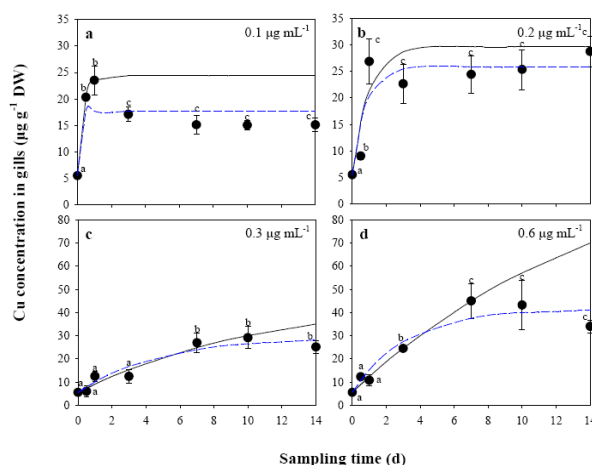 Cu concentration in gills (µg g⁻¹ DW)
a 0.1 µg mL⁻¹
35
30
25
20
15
10
5
0
a
b
b
c
c
c
c
b 0.2 µg mL⁻¹
35
30
25
20
15
10
5
0
a
b
c
c
c
c
c
c 0.3 µg mL⁻¹
80
70
60
50
40
30
20
10
0
a
a
a
a
b
b
b
0 2 4 6 8 10 12 14
d 0.6 µg mL⁻¹
80
70
60
50
40
30
20
10
0
a
a
a
b
c
c
c
0 2 4 6 8 10 12 14
Sampling time (d)